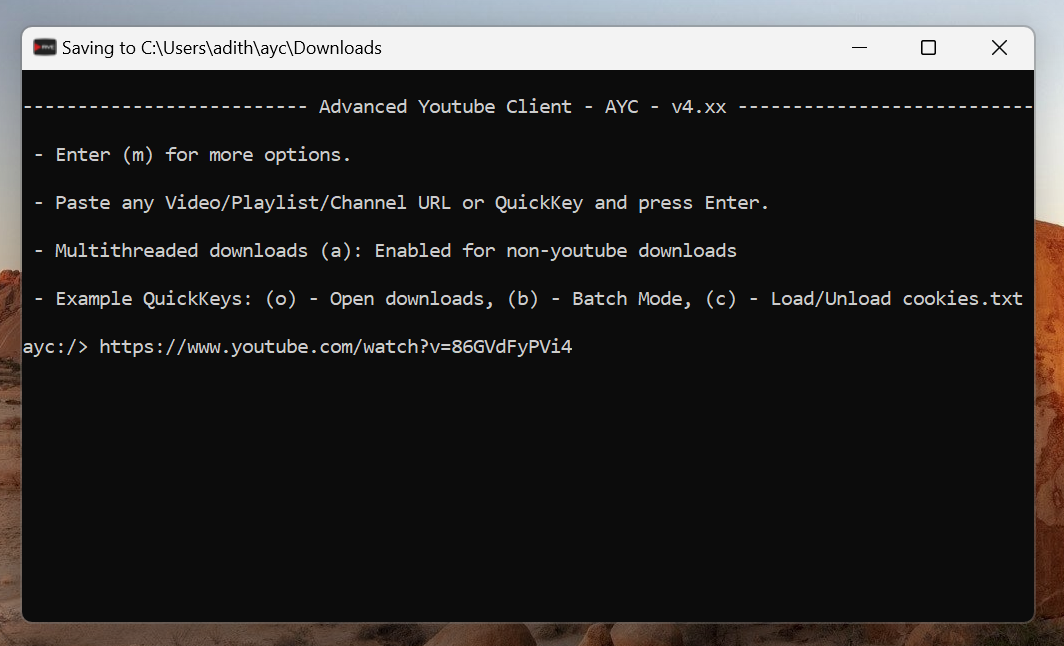 Saving to C:\Users\adith\ayc\Downloads
-------------------------- Advanced Youtube Client - AYC - v4.xx ---------------------------
- Enter (m) for more options.
- Paste any Video/Playlist/Channel URL or QuickKey and press Enter.
- Multithreaded downloads (a): Enabled for non-youtube downloads
- Example QuickKeys: (o) - Open downloads, (b) - Batch Mode, (c) - Load/Unload cookies.txt
ayc:/> https://www.youtube.com/watch?v=86GVdFyPVi4